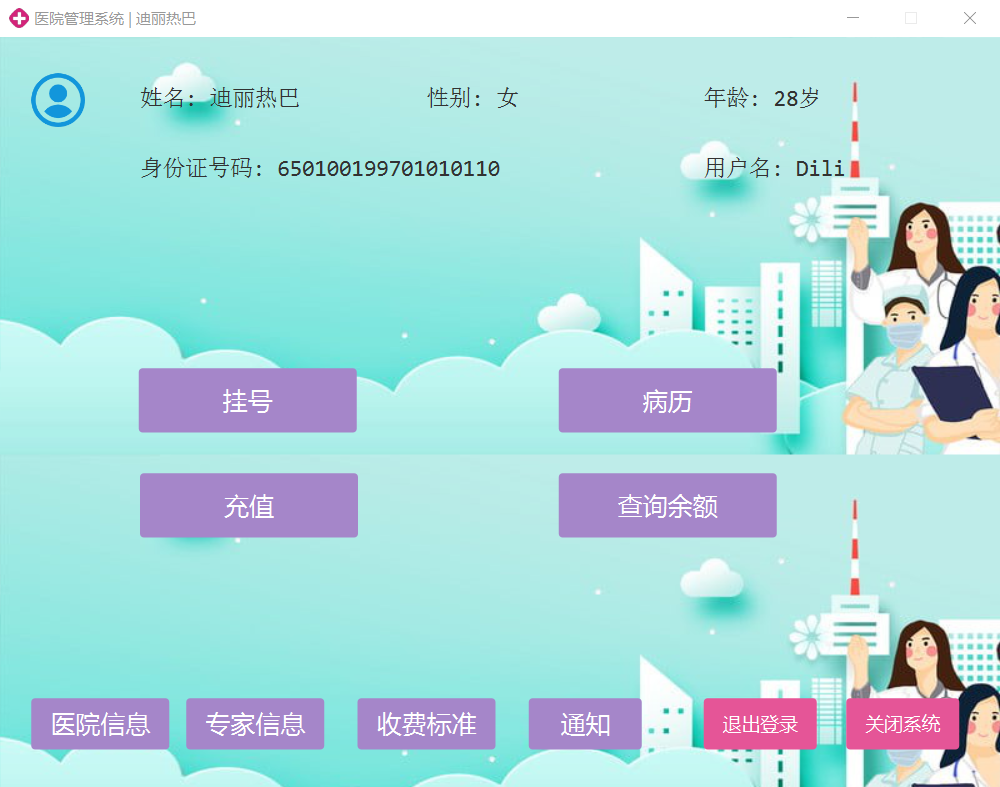 医院管理系统 | 迪丽热巴
姓名: 迪丽热巴 性别: 女 年龄: 28岁
身份证号码: 650100199701010110 用户名: Dili
挂号 病历
充值 查询余额
医院信息 专家信息 收费标准 通知 退出登录 关闭系统